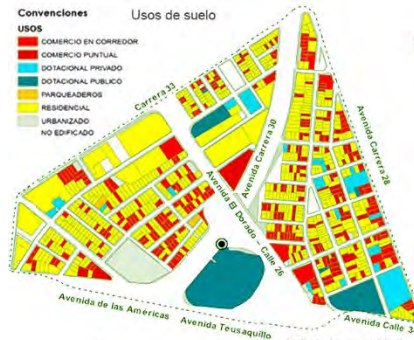 Convenciones
Usos de suelo
USOS
COMERCIO EN CORREDOR
COMERCIO PUNTUAL
DOTACIONAL PRIVADO
DOTACIONAL PUBLICO
PARQUEADEROS
RESIDENCIAL
URBANIZADO
NO EDIFICADO
Carrera 33
Avenida Carrera 30
Avenida Carrera 28
Avenida El Dorado - Calle 26
Avenida de las Américas
Avenida Teusaquillo
Avenida Calle